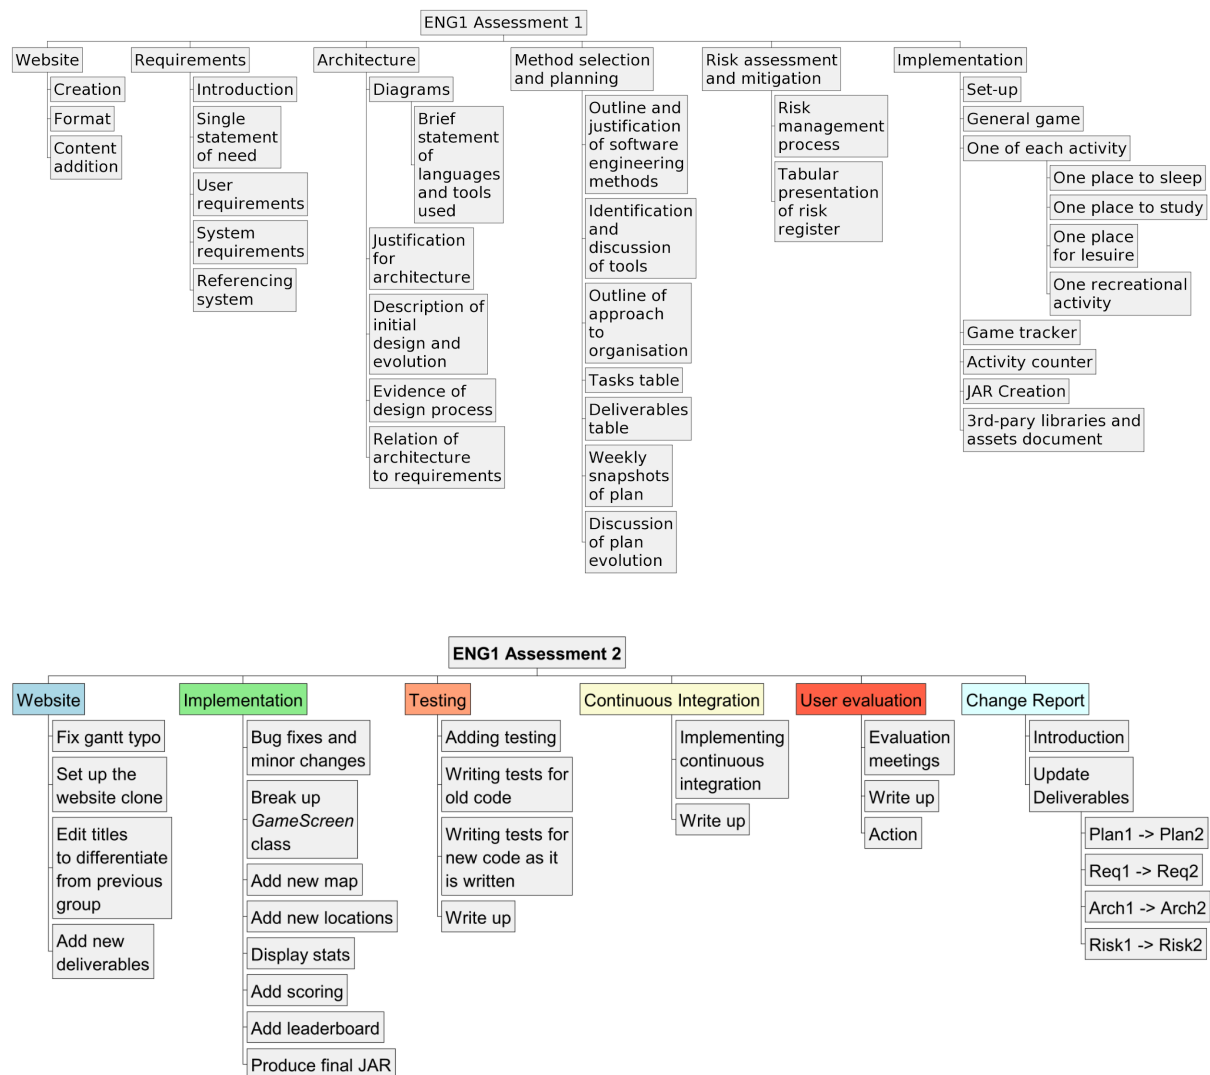 ENG1 Assessment 1
Website
Creation
Format
Content
addition
Requirements
Introduction
Single
statement
of need
User
requirements
System
requirements
Referencing
system
Architecture
Diagrams
Brief
statement
of
languages
and tools
used
Justification
for
architecture
Description of
initial
design and
evolution
Evidence of
design process
Relation of
architecture
to requirements
Method selection
and planning
Outline and
justification
of software
engineering
methods
Identification
and
discussion
of tools
Outline of
approach
to
organisation
Tasks table
Deliverables
table
Weekly
snapshots
of plan
Discussion
of plan
evolution
Risk assessment
and mitigation
Risk
management
process
Tabular
presentation
of risk
register
Implementation
Set-up
General game
One of each activity
One place to sleep
One place to study
One place
for lesuire
One recreational
activity
Game tracker
Activity counter
JAR Creation
3rd-pary libraries and
assets document
ENG1 Assessment 2
Website
Fix gantt typo
Set up the
website clone
Edit titles
to differentiate
from previous
group
Add new
deliverables
Implementation
Bug fixes and
minor changes
Break up
GameScreen
class
Add new map
Add new locations
Display stats
Add scoring
Add leaderboard
Produce final JAR
Testing
Adding testing
Writing tests for
old code
Writing tests for
new code as it
is written
Write up
Continuous Integration
Implementing
continuous
integration
Write up
User evaluation
Evaluation
meetings
Write up
Action
Change Report
Introduction
Update
Deliverables
Plan1 -> Plan2
Req1 -> Req2
Arch1 -> Arch2
Risk1 -> Risk2